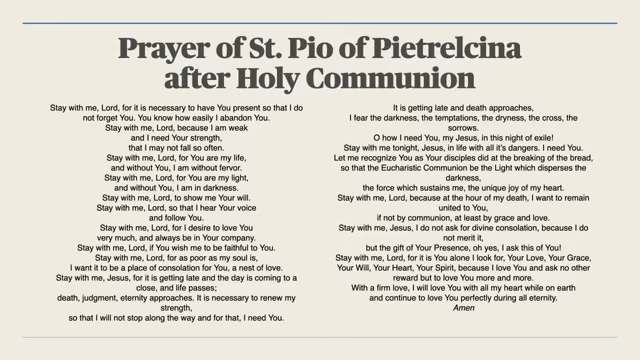 Prayer of St. Pio of Pietrelcina
after Holy Communion
Stay with me, Lord, for it is necessary to have You present so that I do
not forget You. You know how easily I abandon You.
Stay with me, Lord, because I am weak
and I need Your strength,
that I may not fall so often.
Stay with me, Lord, for You are my life,
and without You, I am without fervor.
Stay with me, Lord, for You are my light,
and without You, I am in darkness.
Stay with me, Lord, to show me Your will.
Stay with me, Lord, so that I hear Your voice
and follow You.
Stay with me, Lord, for I desire to love You
very much, and always be in Your company.
Stay with me, Lord, if You wish me to be faithful to You.
Stay with me, Lord, for as poor as my soul is,
I want it to be a place of consolation for You, a nest of love.
Stay with me, Jesus, for it is getting late and the day is coming to a
close, and life passes;
death, judgment, eternity approaches. It is necessary to renew my
strength,
so that I will not stop along the way and for that, I need You.
It is getting late and death approaches,
I fear the darkness, the temptations, the dryness, the cross, the
sorrows.
O how I need You, my Jesus, in this night of exile!
Stay with me tonight, Jesus, in life with all it's dangers. I need You.
Let me recognize You as Your disciples did at the breaking of the bread,
so that the Eucharistic Communion be the Light which disperses the
darkness,
the force which sustains me, the unique joy of my heart.
Stay with me, Lord, because at the hour of my death, I want to remain
united to You,
if not by communion, at least by grace and love.
Stay with me, Jesus, I do not ask for divine consolation, because I do
not merit it,
but the gift of Your Presence, oh yes, I ask this of You!
Stay with me, Lord, for it is You alone I look for, Your Love, Your Grace,
Your Will, Your Heart, Your Spirit, because I love You and ask no other
reward but to love You more and more.
With a firm love, I will love You with all my heart while on earth
and continue to love You perfectly during all eternity.
Amen